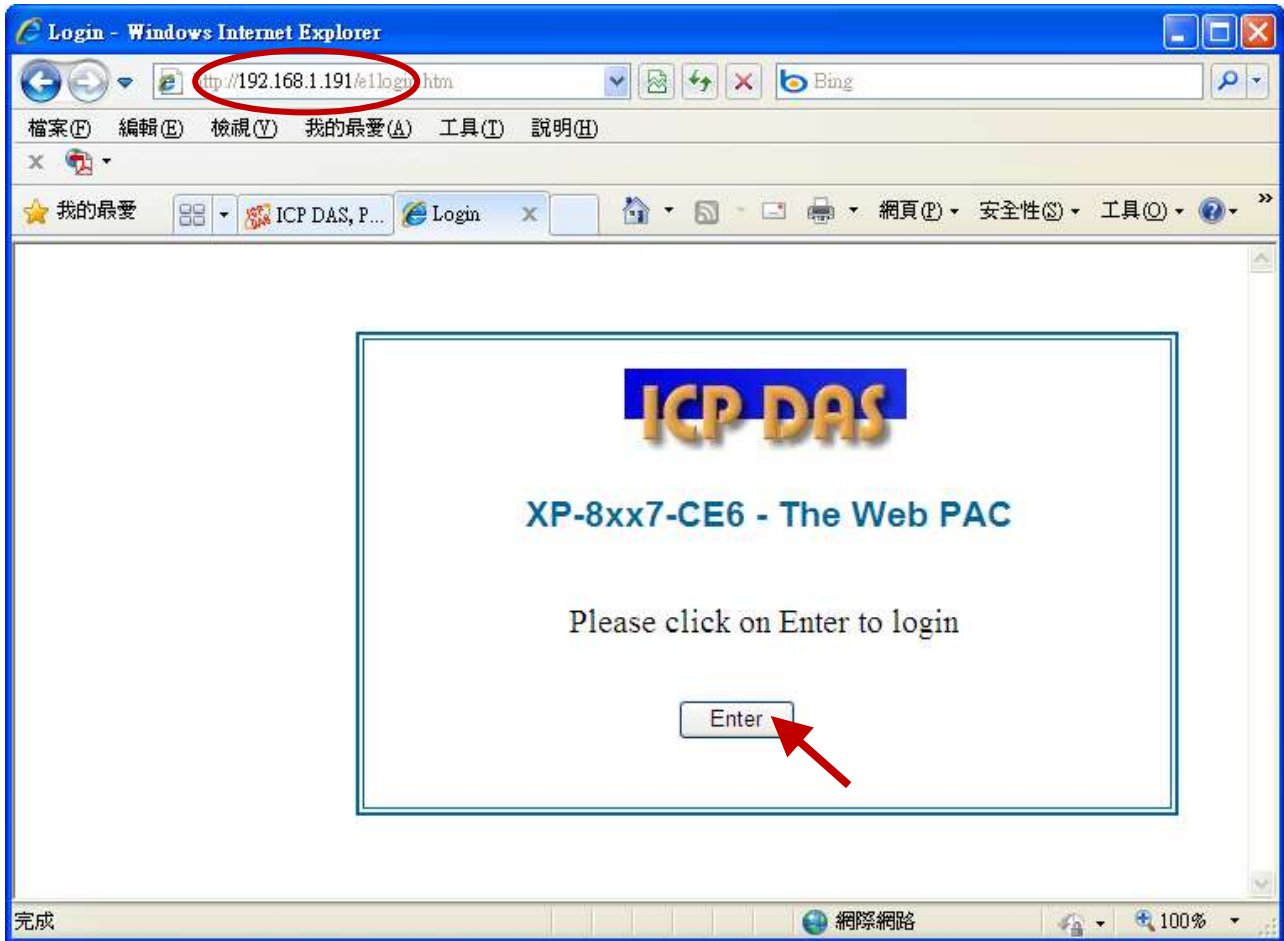 Login - Windows Internet Explorer
http://192.168.1.191/e1login.htm
Bing
檔案(F) 編輯(E) 檢視(V) 我的最愛(A) 工具(T) 說明(H)
我的最愛 ICP DAS, P... Login 網頁(P) 安全性(S) 工具(O)
ICP DAS
XP-8xx7-CE6 - The Web PAC
Please click on Enter to login
Enter
完成 網際網路 100%